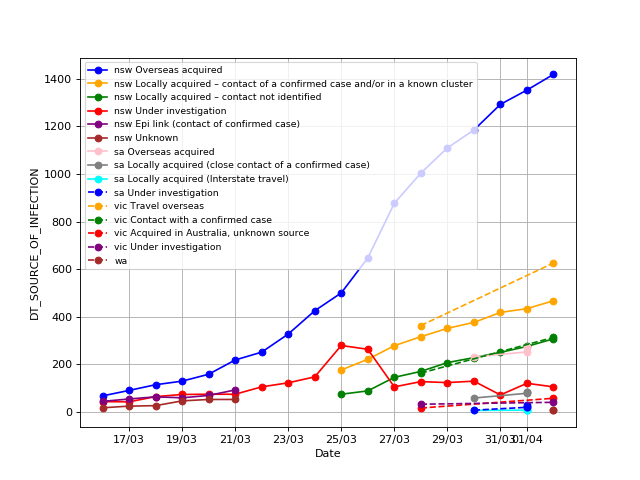 1400
1200
1000
800
600
400
200
0
DT_SOURCE_OF_INFECTION
nsw Overseas acquired
nsw Locally acquired – contact of a confirmed case and/or in a known cluster
nsw Locally acquired – contact not identified
nsw Under investigation
nsw Epi link (contact of confirmed case)
nsw Unknown
sa Overseas acquired
sa Locally acquired (close contact of a confirmed case)
sa Locally acquired (Interstate travel)
sa Under investigation
vic Travel overseas
vic Contact with a confirmed case
vic Acquired in Australia, unknown source
vic Under investigation
wa
17/03 19/03 21/03 23/03 25/03 27/03 29/03 31/03 01/04
Date